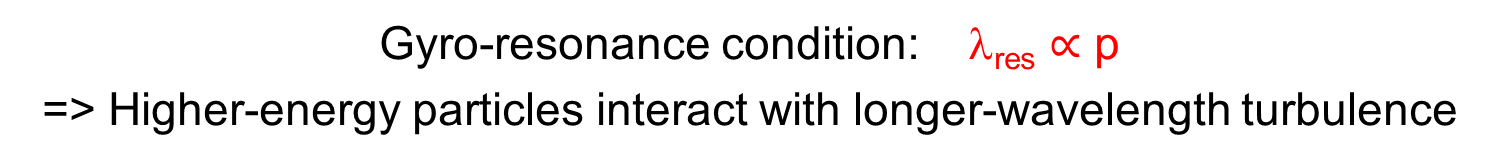 Gyro-resonance condition: λres ∝ p
=> Higher-energy particles interact with longer-wavelength turbulence